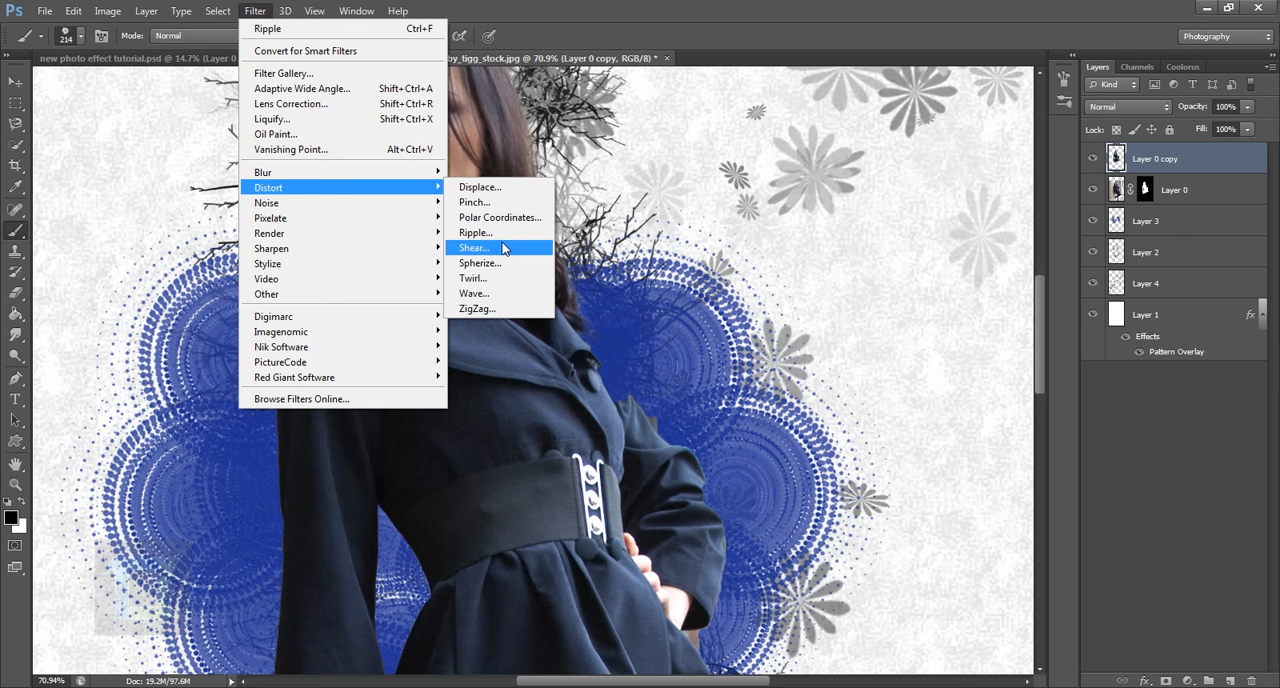 Ps File Edit Image Layer Type Select Filter 3D View Window Help
214 Mode: Normal Photography
new photo effect tutorial.psd @ 14.7% (Layer 0 by_tigg_stock.jpg @ 70.9% (Layer 0 copy, RGB/8) * ×
Ripple Ctrl+F
Convert for Smart Filters
Filter Gallery...
Adaptive Wide Angle... Shift+Ctrl+A
Lens Correction... Shift+Ctrl+R
Liquify... Shift+Ctrl+X
Oil Paint...
Vanishing Point... Alt+Ctrl+V
Blur
Distort
Noise
Pixelate
Render
Sharpen
Stylize
Video
Other
Digimarc
Imagenomic
Nik Software
PictureCode
Red Giant Software
Browse Filters Online...
Displace...
Pinch...
Polar Coordinates...
Ripple...
Shear...
Spherize...
Twirl...
Wave...
ZigZag...
Layers Channels Coolorus
Kind
Normal Opacity: 100%
Lock: Fill: 100%
Layer 0 copy
Layer 0
Layer 3
Layer 2
Layer 4
Layer 1 fx
Effects
Pattern Overlay
70.94% Doc: 19.2M/97.6M